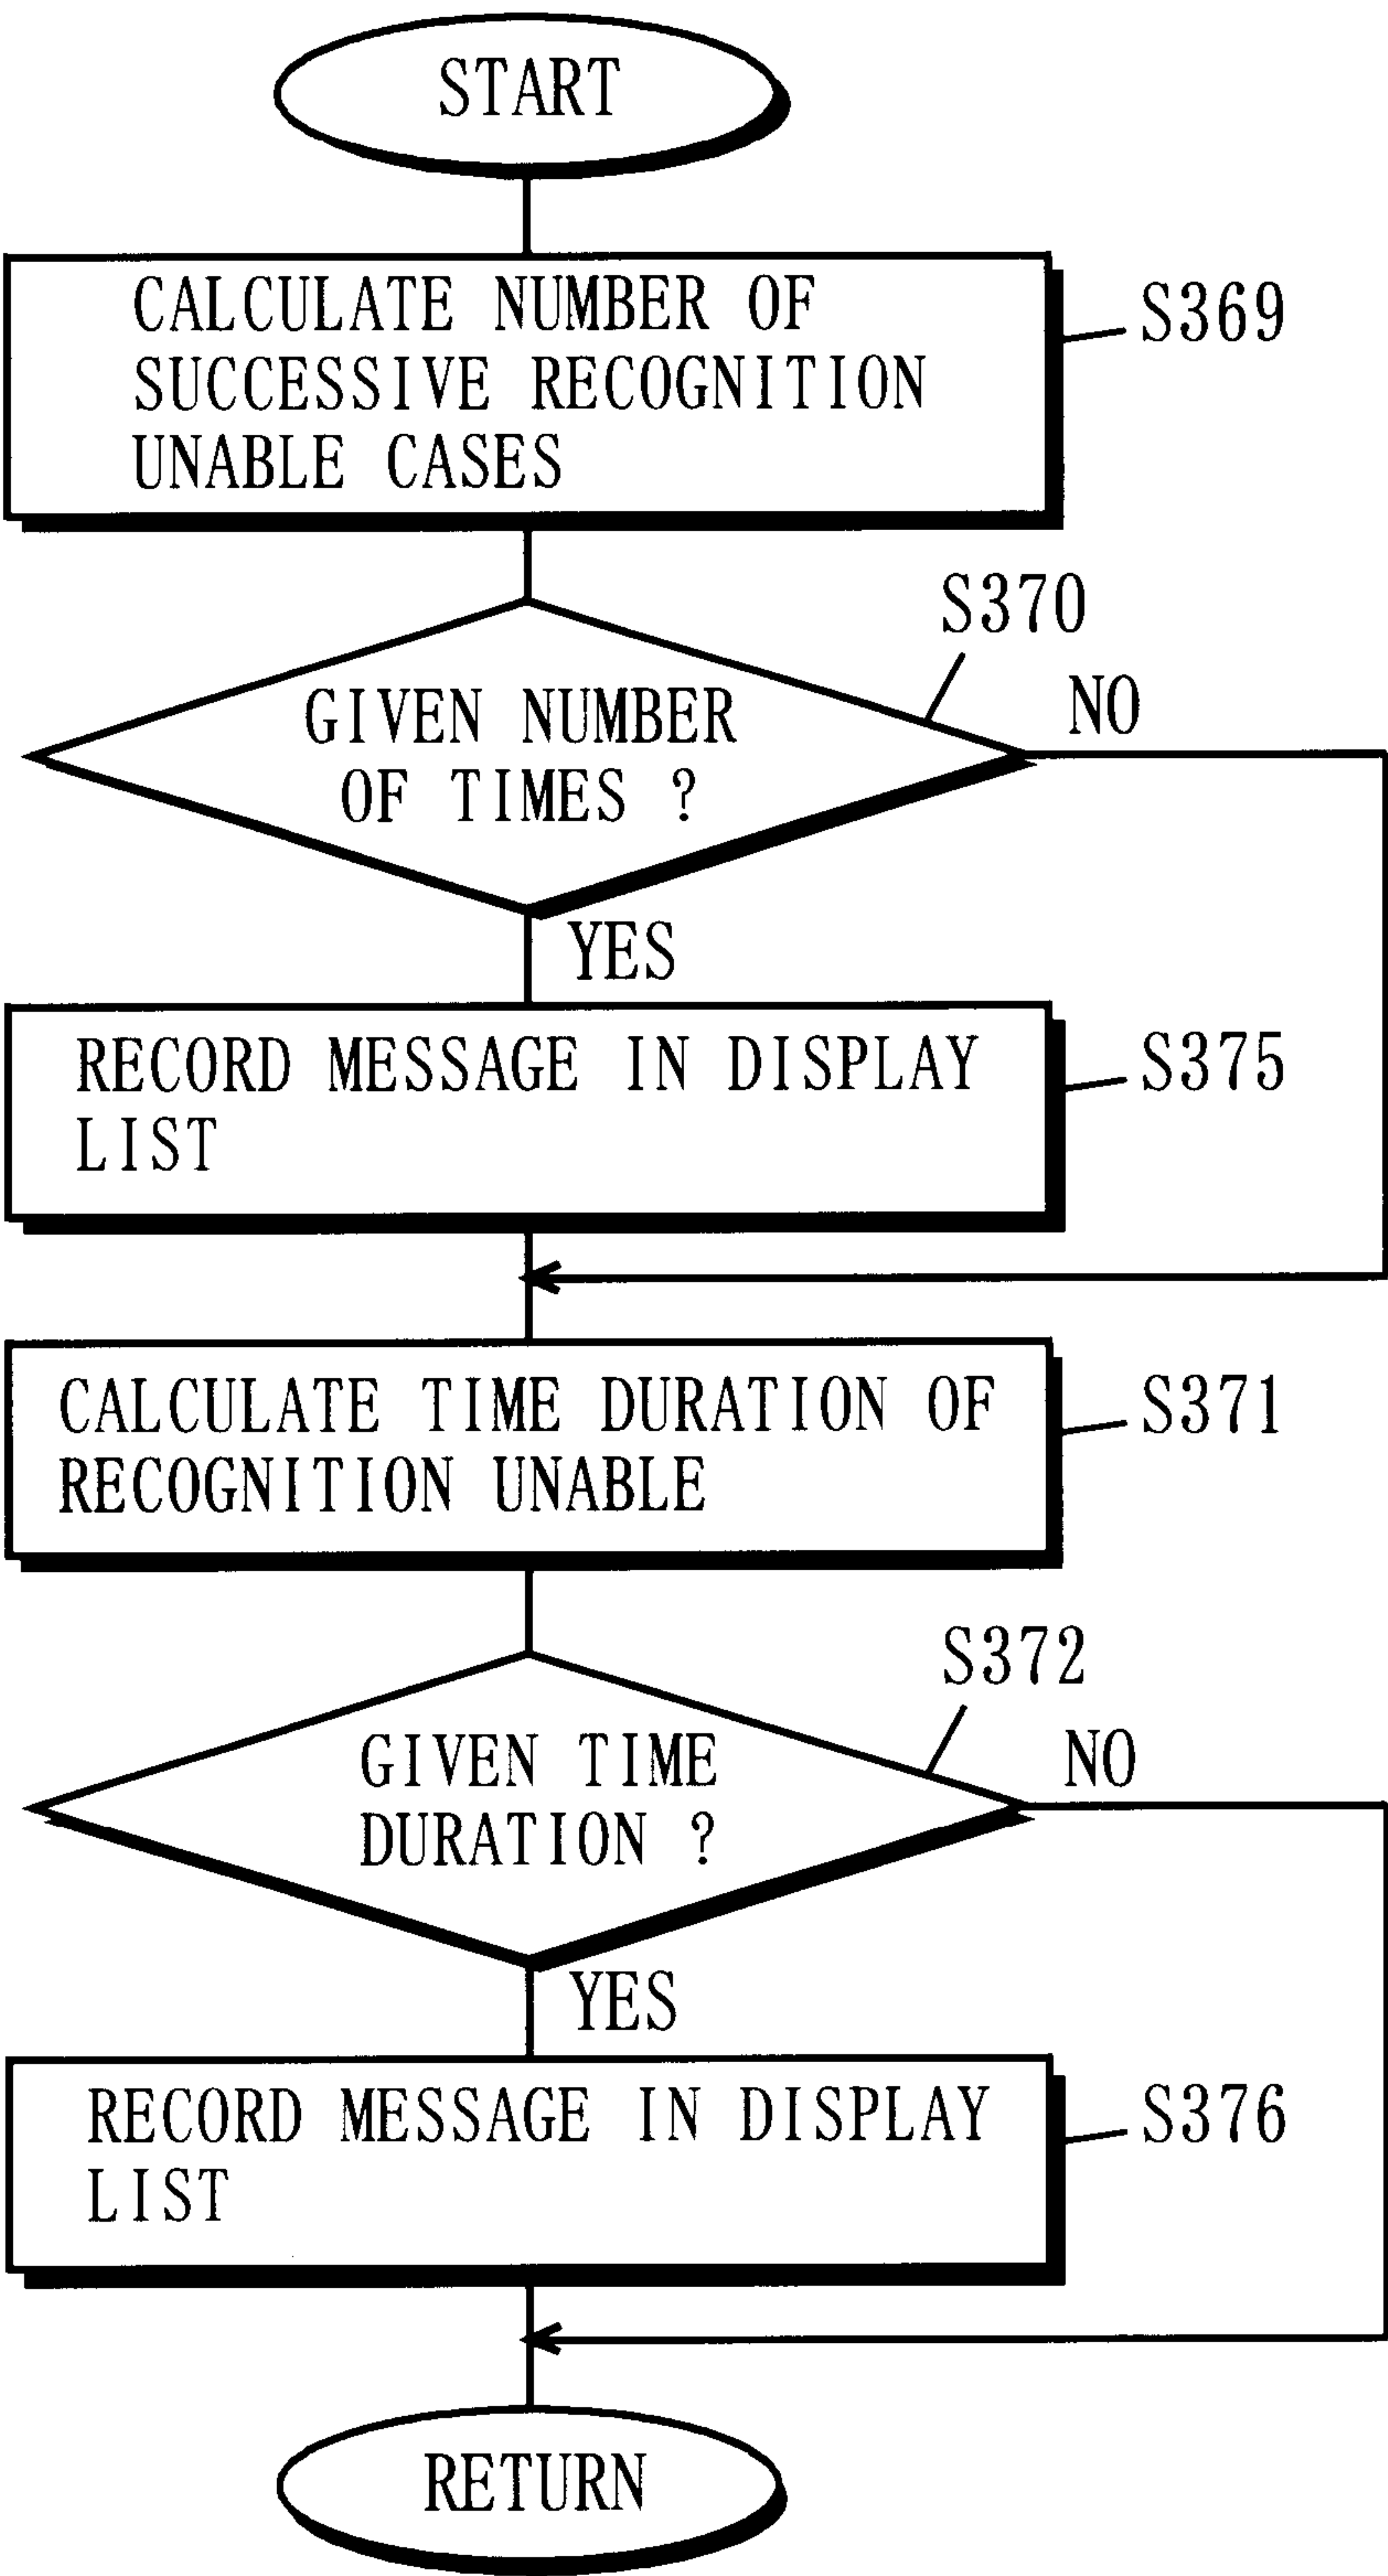 START
CALCULATE NUMBER OF
SUCCESSIVE RECOGNITION
UNABLE CASES
S369
S370
GIVEN NUMBER
OF TIMES ?
NO
YES
RECORD MESSAGE IN DISPLAY
LIST
S375
CALCULATE TIME DURATION OF
RECOGNITION UNABLE
S371
S372
GIVEN TIME
DURATION ?
NO
YES
RECORD MESSAGE IN DISPLAY
LIST
S376
RETURN